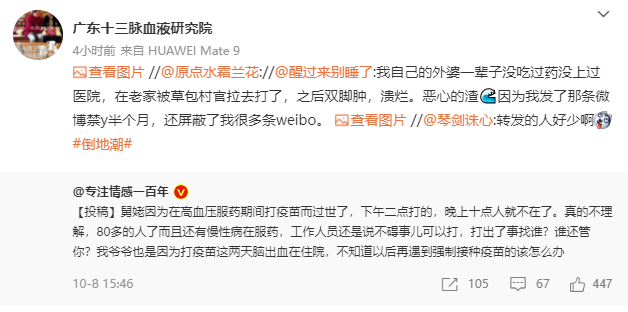 广东十三脉血液研究院
4小时前 来自 HUAWEI Mate 9
查看图片 //@原点水霜兰花://@醒过来别睡了:我自己的外婆一辈子没吃过药没上过
医院，在老家被草包村官拉去打了，之后双脚肿，溃烂。恶心的渣因为我发了那条微
博禁y半个月，还屏蔽了我很多条weibo。 查看图片 //@琴剑诛心:转发的人好少啊
#倒地潮#
@专注情感一百年
【投稿】舅姥因为在高血压服药期间打疫苗而过世了，下午二点打的，晚上十点人就不在了。真的不理
解，80多的人了而且还有慢性病在服药，工作人员还是说不碍事儿可以打，打出了事找谁？谁还管
你？我爷爷也是因为打疫苗这两天脑出血在住院，不知道以后再遇到强制接种疫苗的该怎么办
10-8 15:46 105 67 447